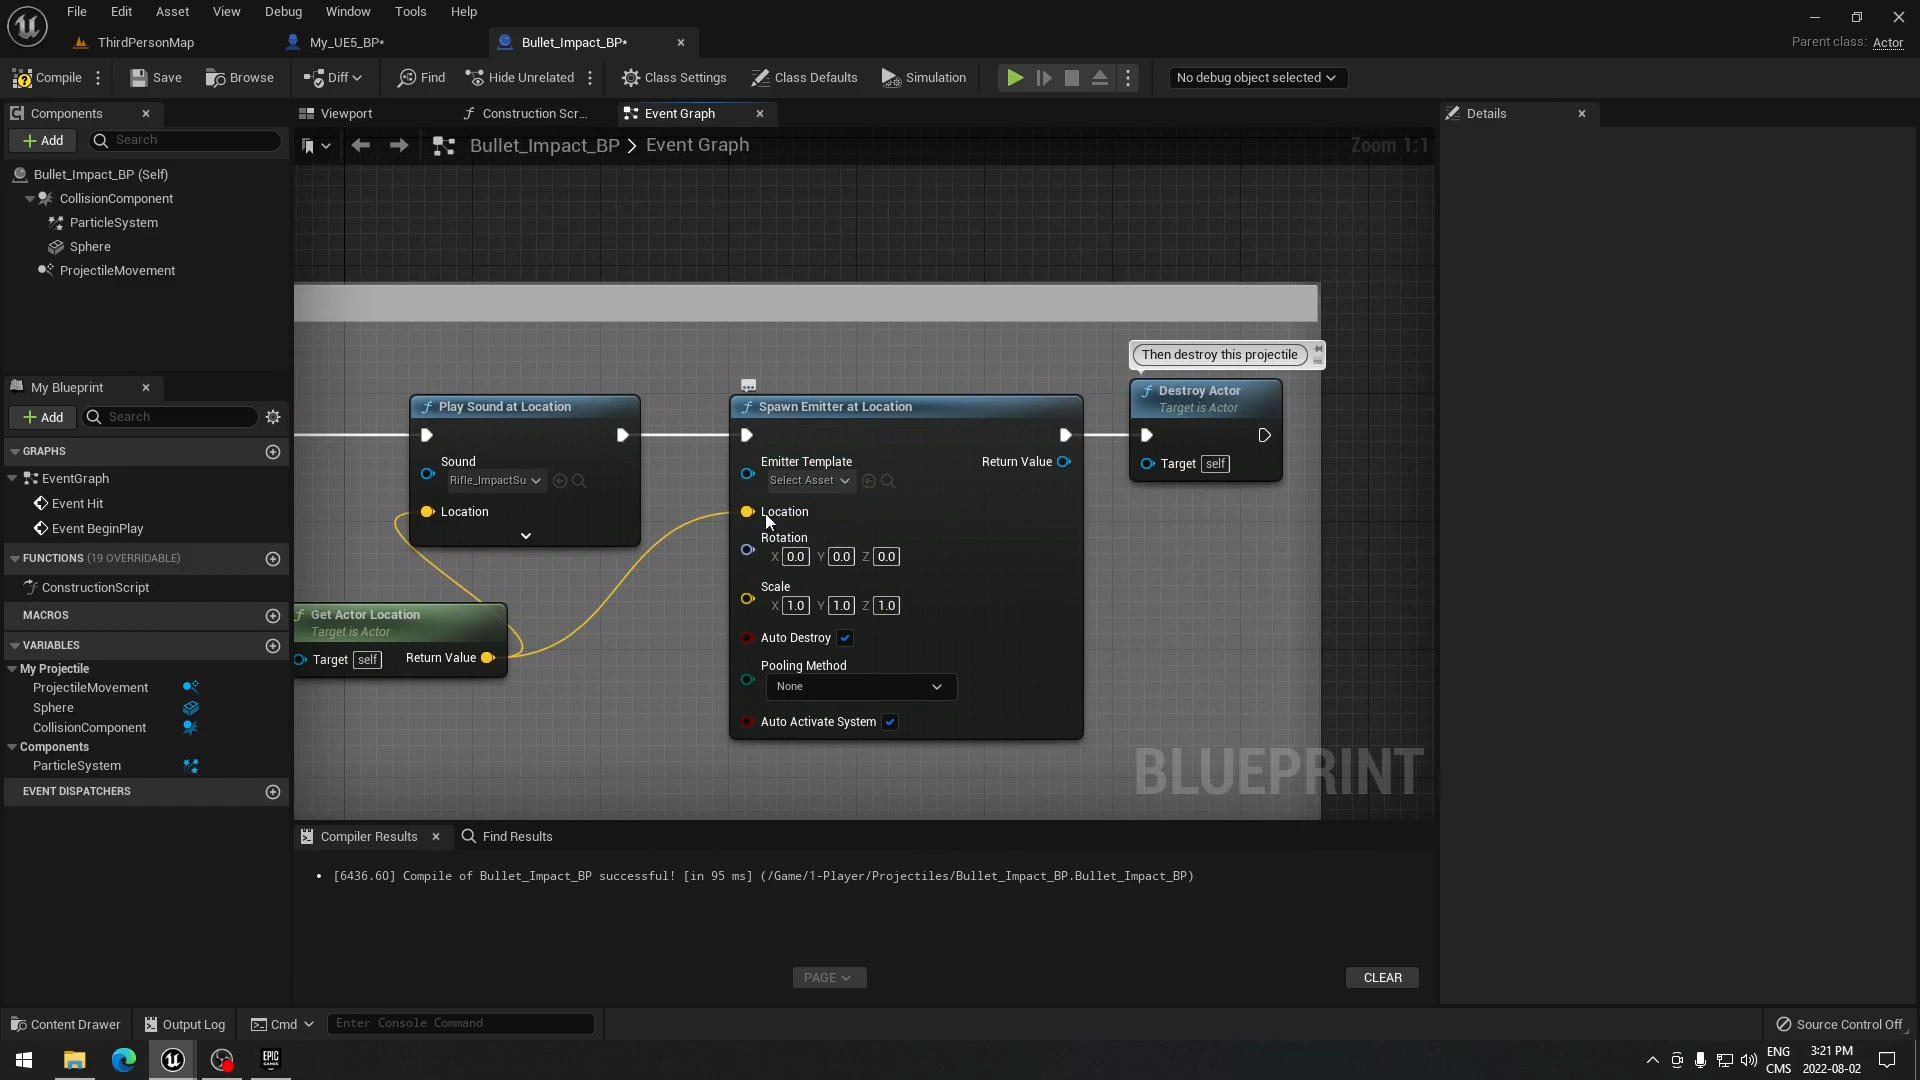 File Edit Asset View Debug Window Tools Help
ThirdPersonMap My_UE5_BP* Bullet_Impact_BP*
Parent class: Actor
Compile Save Browse Diff Find Hide Unrelated Class Settings Class Defaults Simulation No debug object selected
Components Viewport Construction Scr... Event Graph Details
Add Search
Bullet_Impact_BP > Event Graph
Zoom 1:1
Bullet_Impact_BP (Self)
CollisionComponent
ParticleSystem
Sphere
ProjectileMovement
My Blueprint
Add Search
GRAPHS
EventGraph
Event Hit
Event BeginPlay
FUNCTIONS (19 OVERRIDABLE)
ConstructionScript
MACROS
VARIABLES
My Projectile
ProjectileMovement
Sphere
CollisionComponent
Components
ParticleSystem
EVENT DISPATCHERS
Play Sound at Location
Sound
Rifle_ImpactSu
Location
Get Actor Location
Target is Actor
Target self Return Value
Spawn Emitter at Location
Emitter Template Return Value
Select Asset
Location
Rotation
X 0.0 Y 0.0 Z 0.0
Scale
X 1.0 Y 1.0 Z 1.0
Auto Destroy
Pooling Method
None
Auto Activate System
Then destroy this projectile
Destroy Actor
Target is Actor
Target self
BLUEPRINT
Compiler Results Find Results
• [6436.60] Compile of Bullet_Impact_BP successful! [in 95 ms] (/Game/1-Player/Projectiles/Bullet_Impact_BP.Bullet_Impact_BP)
PAGE CLEAR
Content Drawer Output Log Cmd Enter Console Command Source Control Off
EPIC
GAMES
ENG
CMS
3:21 PM
2022-08-02